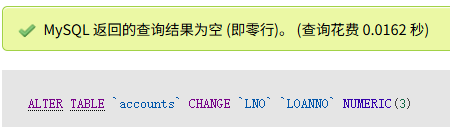 MySQL 返回的查询结果为空 (即零行)。 (查询花费 0.0162 秒)
ALTER TABLE `accounts` CHANGE `LNO` `LOANNO` NUMERIC(3)